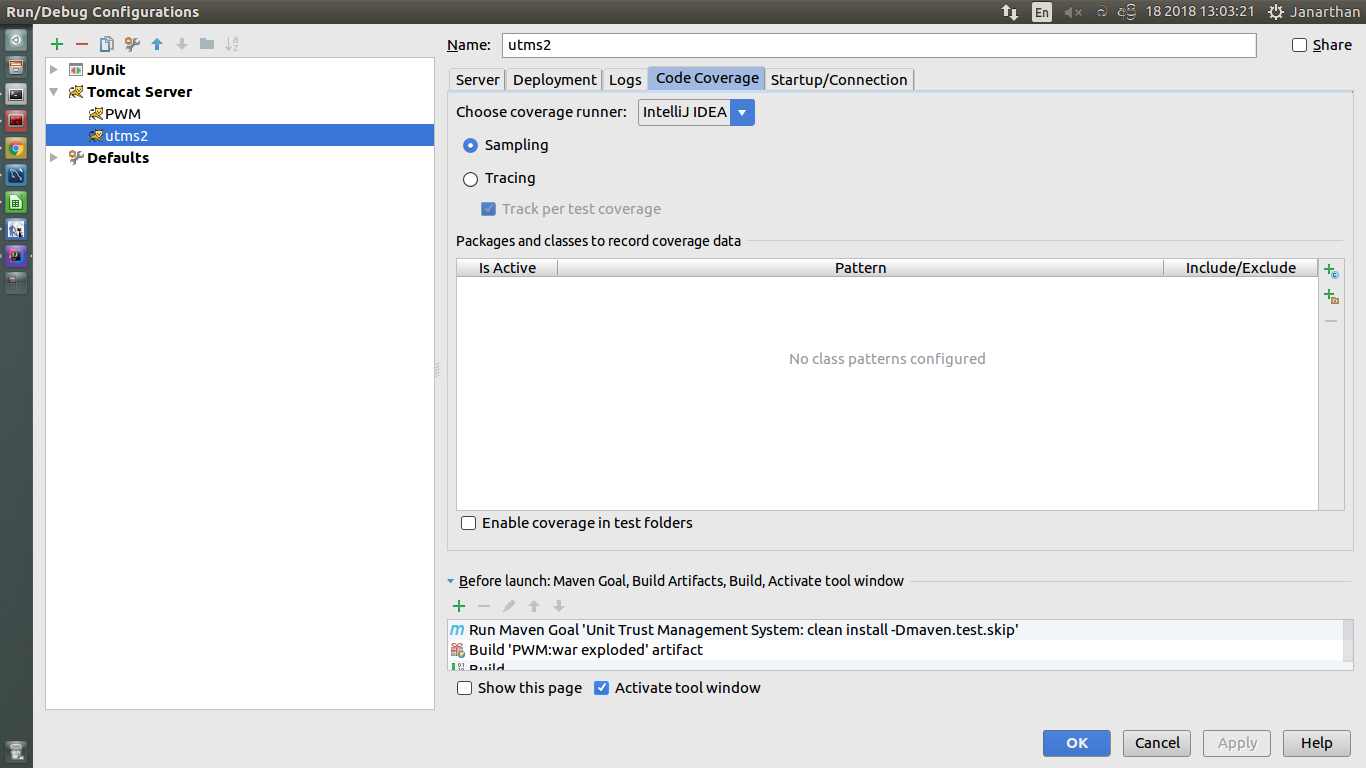 Run/Debug Configurations
En
18 2018 13:03:21
Janarthan
Name: utms2
Share
JUnit
Tomcat Server
PWM
utms2
Defaults
Server Deployment Logs Code Coverage Startup/Connection
Choose coverage runner: IntelliJ IDEA
Sampling
Tracing
Track per test coverage
Packages and classes to record coverage data
Is Active Pattern Include/Exclude
No class patterns configured
Enable coverage in test folders
Before launch: Maven Goal, Build Artifacts, Build, Activate tool window
Run Maven Goal 'Unit Trust Management System: clean install -Dmaven.test.skip'
Build 'PWM:war exploded' artifact
Build
Show this page Activate tool window
OK Cancel Apply Help